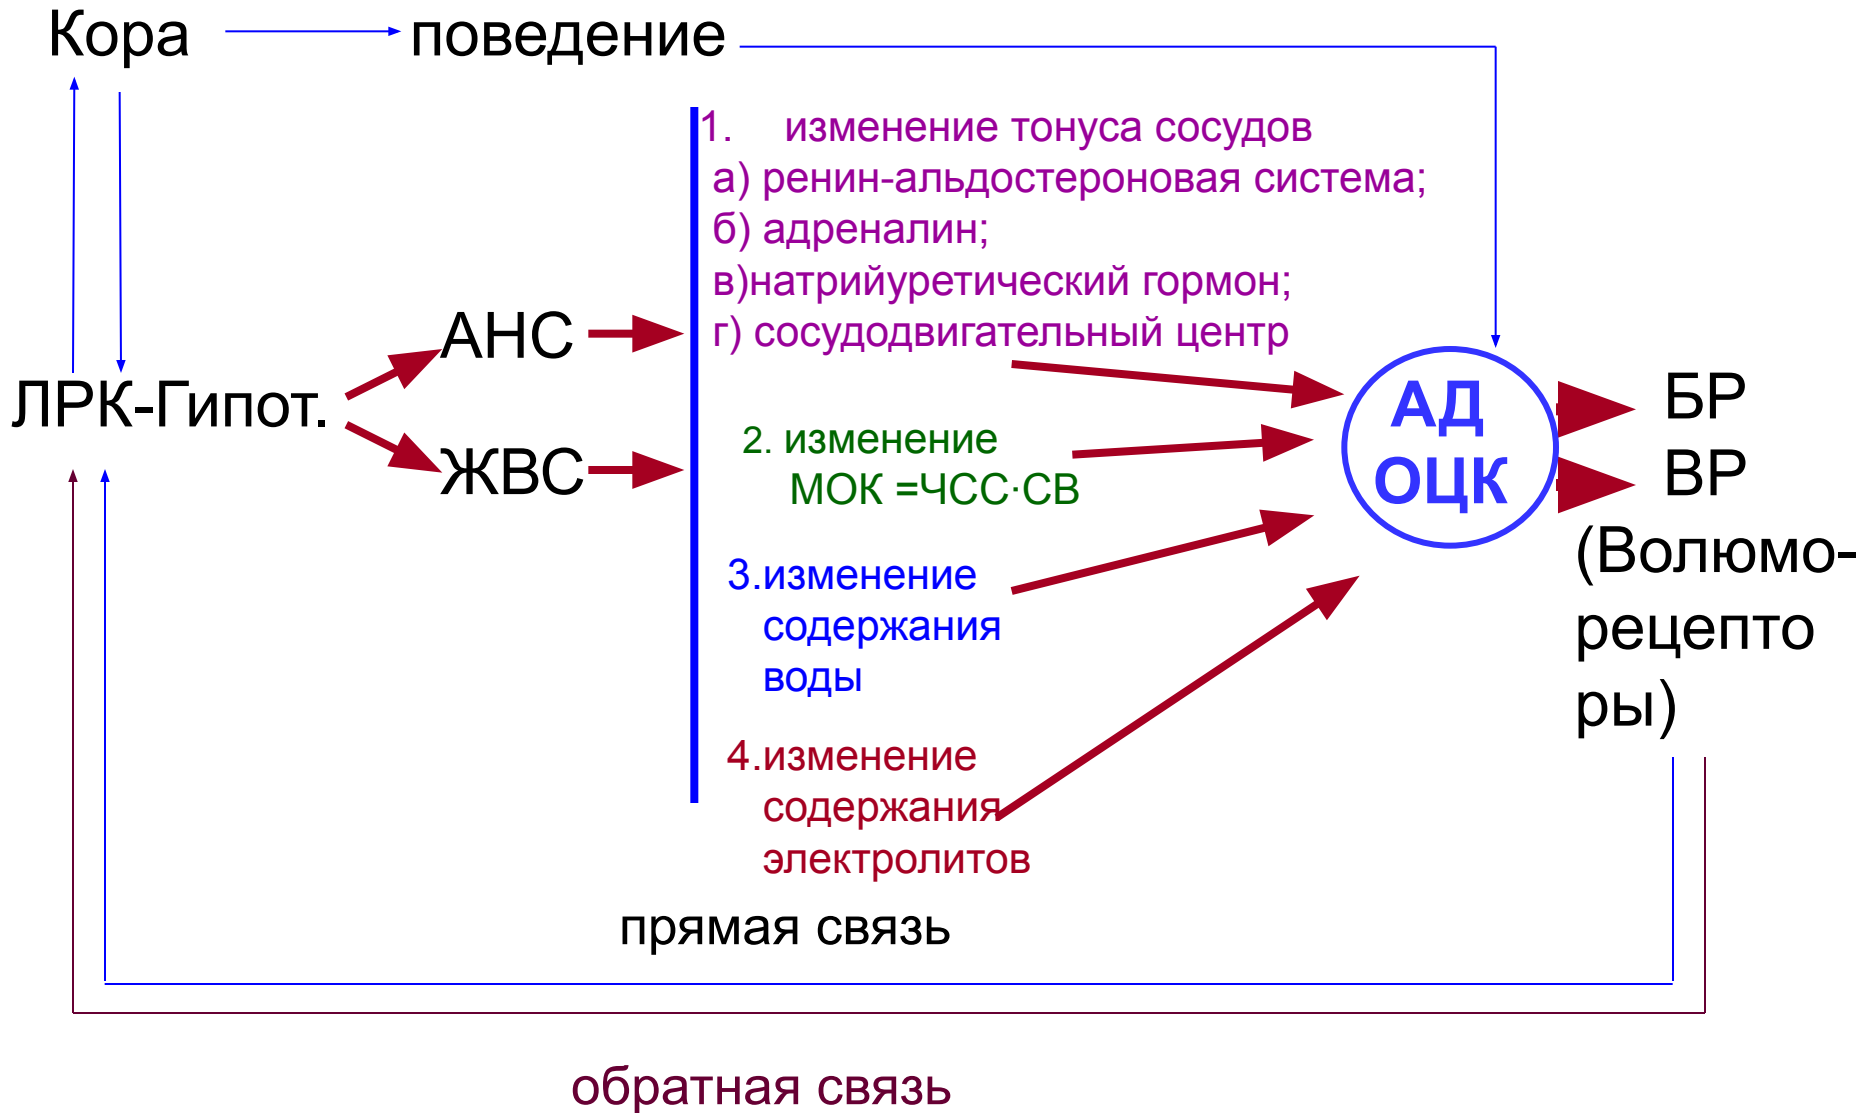 Кора
поведение
1. изменение тонуса сосудов
а) ренин-альдостероновая система;
б) адреналин;
в)натрийуретический гормон;
г) сосудодвигательный центр
АНС
ЛРК-Гипот.
ЖВС
2. изменение
МОК =ЧСС·СВ
3.изменение
содержания
воды
4.изменение
содержания
электролитов
АД
ОЦК
БР
ВР
(Волюмо-
рецепто
ры)
прямая связь
обратная связь